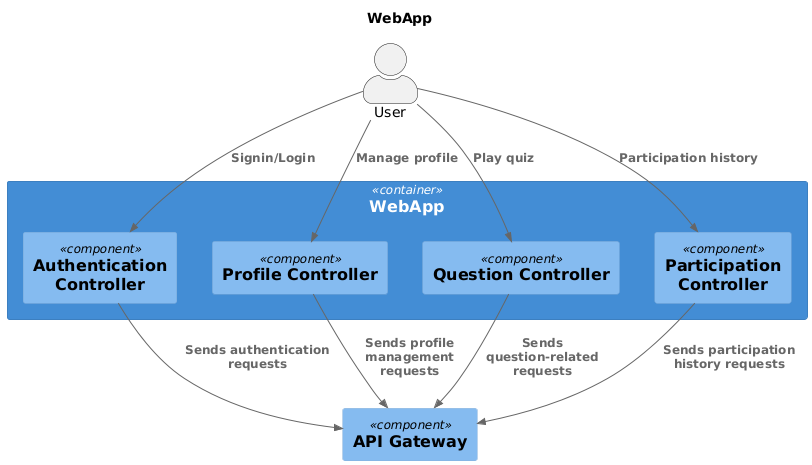 WebApp
User
Signin/Login
Manage profile
Play quiz
Participation history
«container»
WebApp
«component»
Authentication
Controller
«component»
Profile Controller
«component»
Question Controller
«component»
Participation
Controller
Sends authentication
requests
Sends profile
management
requests
Sends
question-related
requests
Sends participation
history requests
«component»
API Gateway